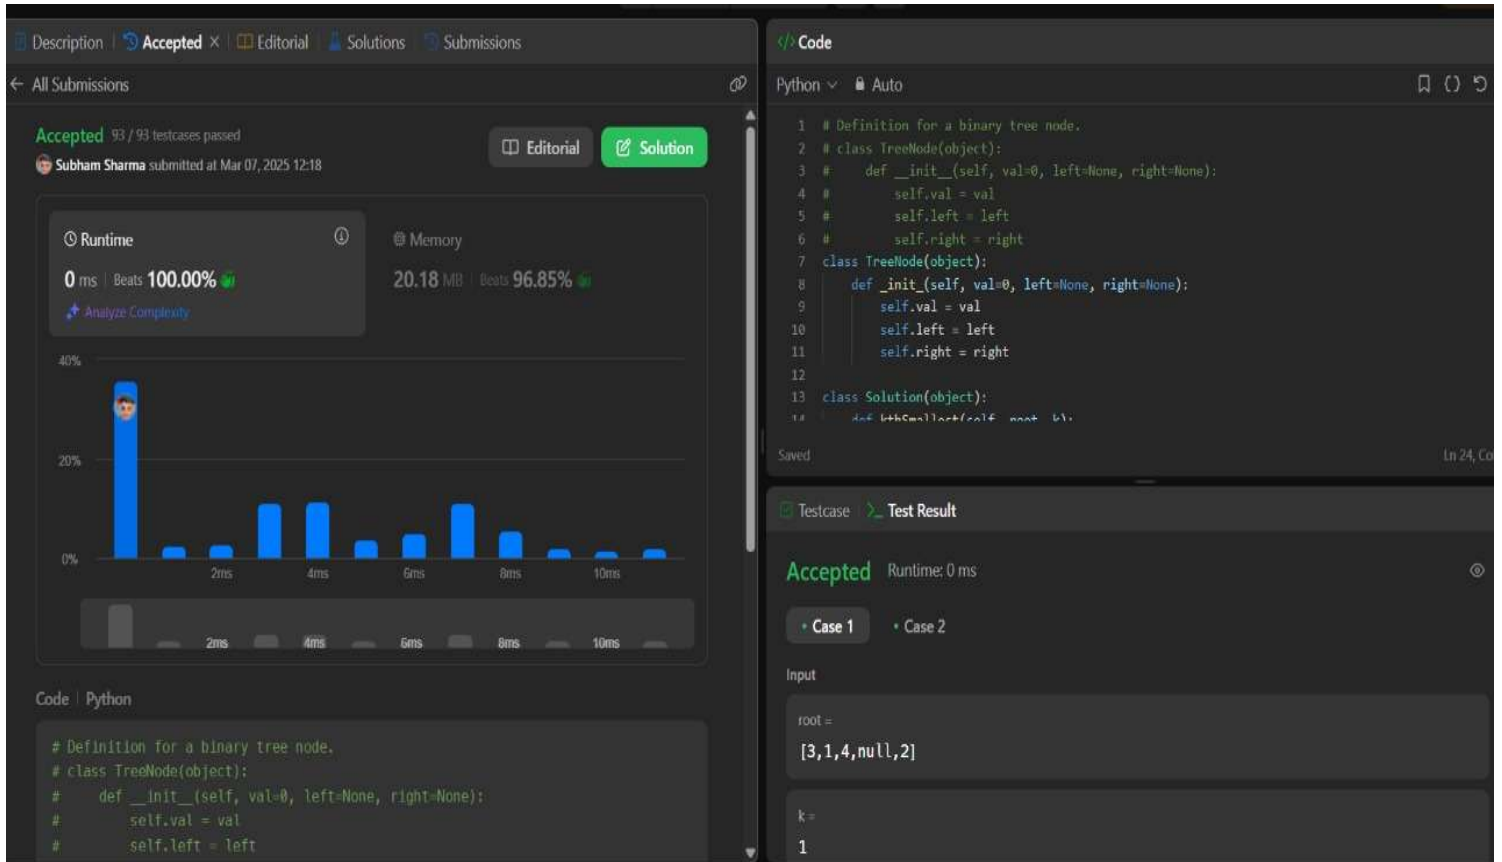 Description Accepted × Editorial Solutions Submissions
← All Submissions
Accepted 93 / 93 testcases passed
Subham Sharma submitted at Mar 07, 2025 12:18
Editorial
Solution
Runtime
0 ms | Beats 100.00%
Analyze Complexity
Memory
20.18 MB | Beats 96.85%
40%
20%
0%
2ms 4ms 6ms 8ms 10ms
2ms 4ms 6ms 8ms 10ms
Code | Python
# Definition for a binary tree node.
# class TreeNode(object):
#     def __init__(self, val=0, left=None, right=None):
#         self.val = val
#         self.left = left
</> Code
Python Auto
1 # Definition for a binary tree node.
2 # class TreeNode(object):
3 #     def __init__(self, val=0, left=None, right=None):
4 #         self.val = val
5 #         self.left = left
6 #         self.right = right
7 class TreeNode(object):
8     def _init_(self, val=0, left=None, right=None):
9         self.val = val
10         self.left = left
11         self.right = right
12
13 class Solution(object):
14     def kthSmallest(self, root, k):
Saved
Ln 24, Co
Testcase >_ Test Result
Accepted Runtime: 0 ms
• Case 1 • Case 2
Input
root =
[3,1,4,null,2]
k =
1